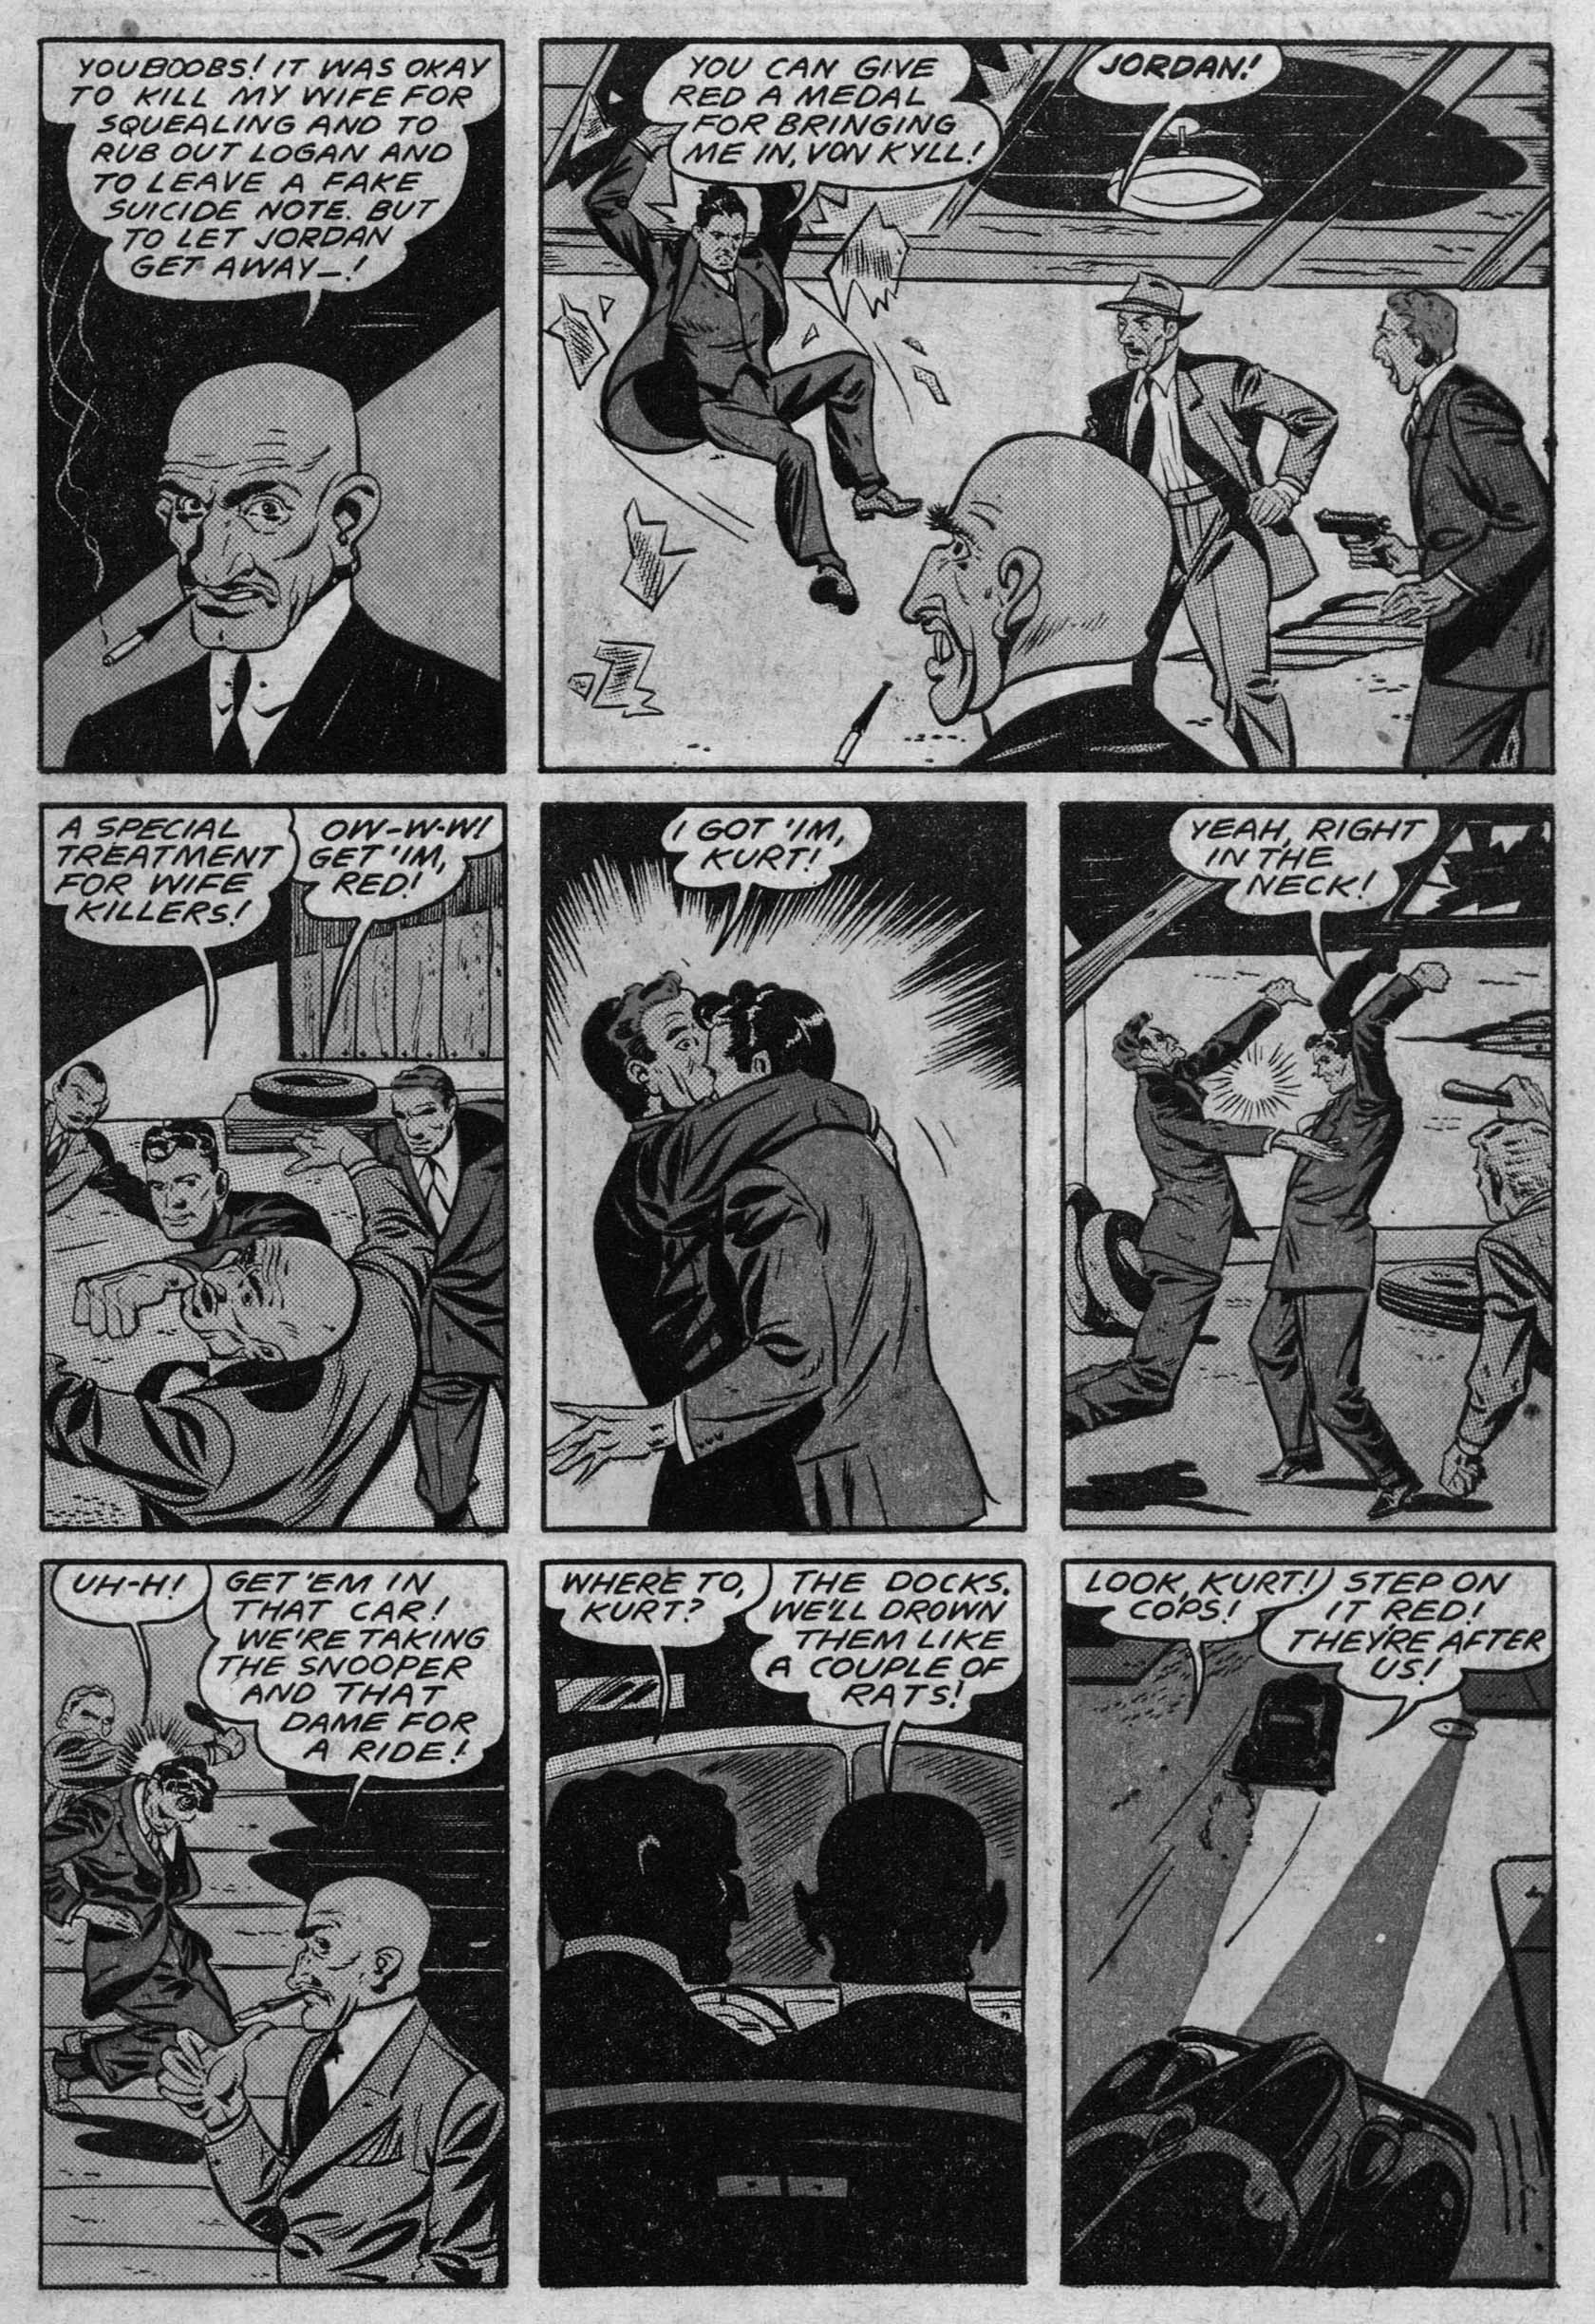 YOU BOOBS! IT WAS OKAY
TO KILL MY WIFE FOR
SQUEALING AND TO
RUB OUT LOGAN AND
TO LEAVE A FAKE
SUICIDE NOTE. BUT
TO LET JORDAN
GET AWAY—!
YOU CAN GIVE
RED A MEDAL
FOR BRINGING
ME IN, VON KYLL!
JORDAN!
A SPECIAL
TREATMENT
FOR WIFE
KILLERS!
OW-W-W!
GET 'IM,
RED!
I GOT 'IM,
KURT!
YEAH, RIGHT
IN THE
NECK!
UH-H!
GET 'EM IN
THAT CAR!
WE'RE TAKING
THE SNOOPER
AND THAT
DAME FOR
A RIDE!
WHERE TO,
KURT?
THE DOCKS.
WE'LL DROWN
THEM LIKE
A COUPLE OF
RATS!
LOOK, KURT!
COPS!
STEP ON
IT RED!
THEY'RE AFTER
US!